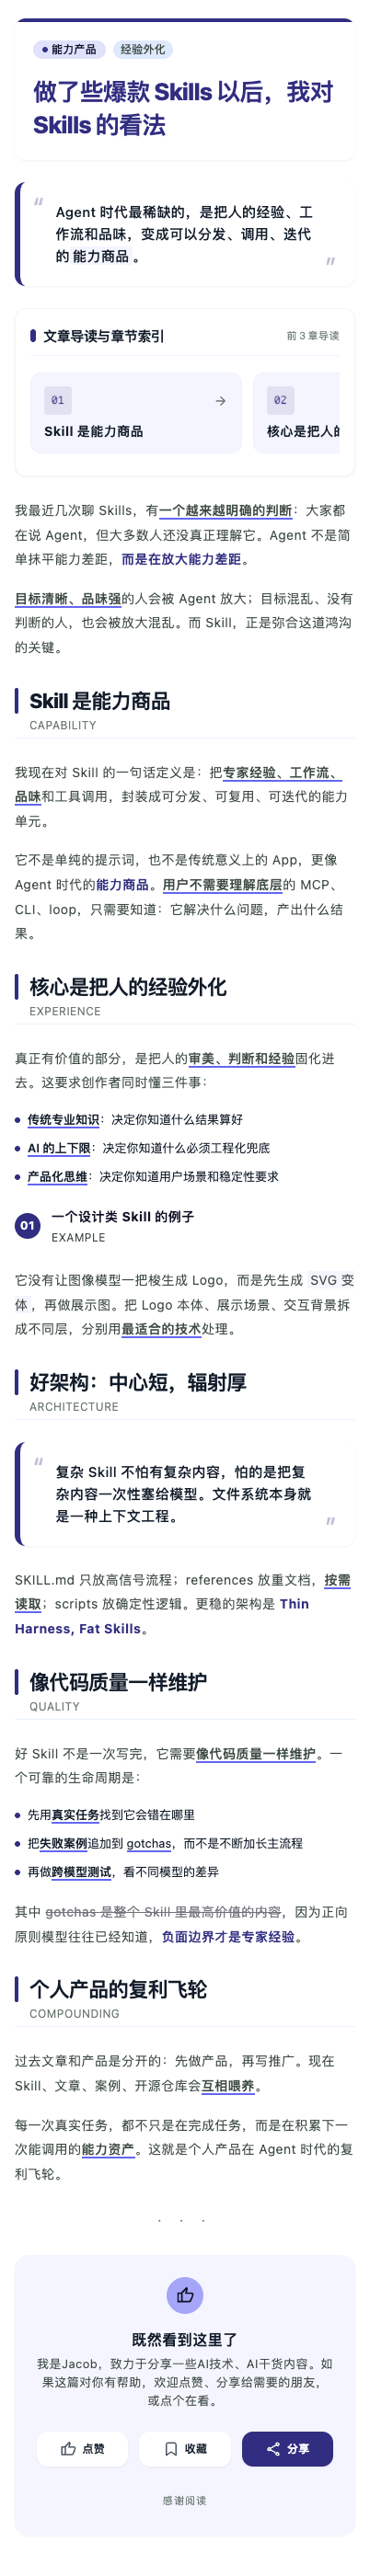 能力产品 经验外化
做了些爆款 Skills 以后，我对
Skills 的看法
“
Agent 时代最稀缺的，是把人的经验、工
作流和品味，变成可以分发、调用、迭代
的 能力商品 。
”
文章导读与章节索引 前 3 章导读
01 → 02
Skill 是能力商品 核心是把人的
我最近几次聊 Skills，有一个越来越明确的判断：大家都
在说 Agent，但大多数人还没真正理解它。Agent 不是简
单抹平能力差距，而是在放大能力差距。
目标清晰、品味强的人会被 Agent 放大；目标混乱、没有
判断的人，也会被放大混乱。而 Skill，正是弥合这道鸿沟
的关键。
Skill 是能力商品
CAPABILITY
我现在对 Skill 的一句话定义是：把专家经验、工作流、
品味和工具调用，封装成可分发、可复用、可迭代的能力
单元。
它不是单纯的提示词，也不是传统意义上的 App，更像
Agent 时代的能力商品。用户不需要理解底层的 MCP、
CLI、loop，只需要知道：它解决什么问题，产出什么结
果。
核心是把人的经验外化
EXPERIENCE
真正有价值的部分，是把人的审美、判断和经验固化进
去。这要求创作者同时懂三件事：
传统专业知识：决定你知道什么结果算好
AI 的上下限：决定你知道什么必须工程化兜底
产品化思维：决定你知道用户场景和稳定性要求
01 一个设计类 Skill 的例子
EXAMPLE
它没有让图像模型一把梭生成 Logo，而是先生成 SVG 变
体 ，再做展示图。把 Logo 本体、展示场景、交互背景拆
成不同层，分别用最适合的技术处理。
好架构：中心短，辐射厚
ARCHITECTURE
“
复杂 Skill 不怕有复杂内容，怕的是把复
杂内容一次性塞给模型。文件系统本身就
是一种上下文工程。
”
SKILL.md 只放高信号流程；references 放重文档，按需
读取；scripts 放确定性逻辑。更稳的架构是 Thin
Harness, Fat Skills。
像代码质量一样维护
QUALITY
好 Skill 不是一次写完，它需要像代码质量一样维护。一
个可靠的生命周期是：
先用真实任务找到它会错在哪里
把失败案例追加到 gotchas，而不是不断加长主流程
再做跨模型测试，看不同模型的差异
其中 gotchas 是整个 Skill 里最高价值的内容，因为正向
原则模型往往已经知道，负面边界才是专家经验。
个人产品的复利飞轮
COMPOUNDING
过去文章和产品是分开的：先做产品，再写推广。现在
Skill、文章、案例、开源仓库会互相喂养。
每一次真实任务，都不只是在完成任务，而是在积累下一
次能调用的能力资产。这就是个人产品在 Agent 时代的复
利飞轮。
· · ·
既然看到这里了
我是Jacob，致力于分享一些AI技术、AI干货内容。如
果这篇对你有帮助，欢迎点赞、分享给需要的朋友，
或点个在看。
点赞 收藏 分享
感谢阅读